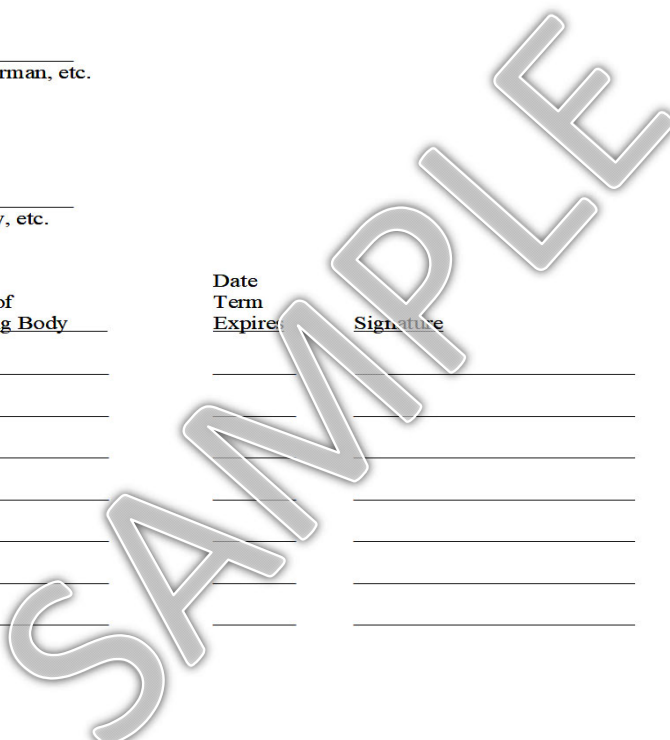 rman, etc.
, etc.
Date
of Term
g Body Expires Signature
SAMPLE